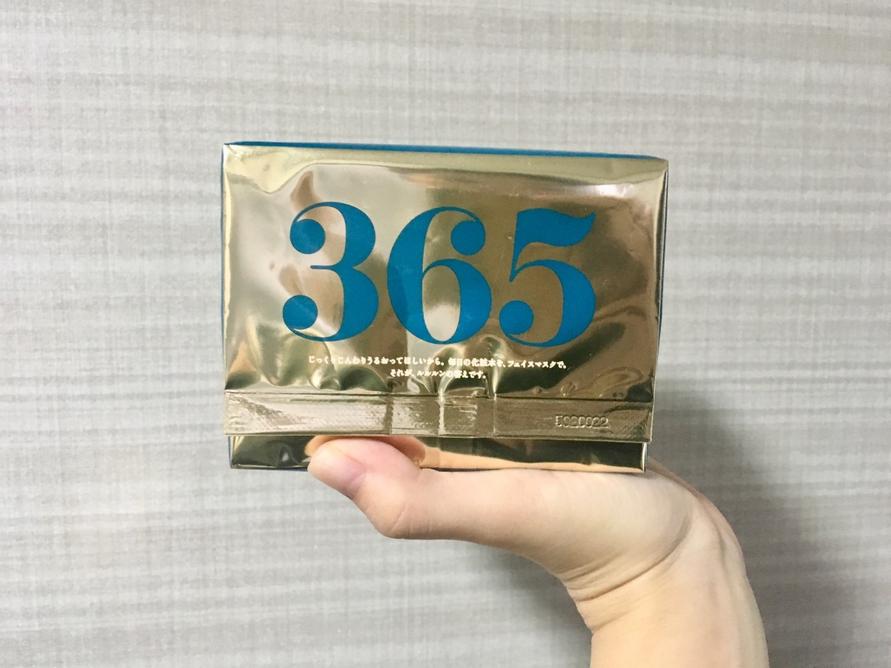 365
じっくりじんわりうるおってほしいから。毎日の化粧水を、フェイスマスクで。
それが、ルルルンの答えです。